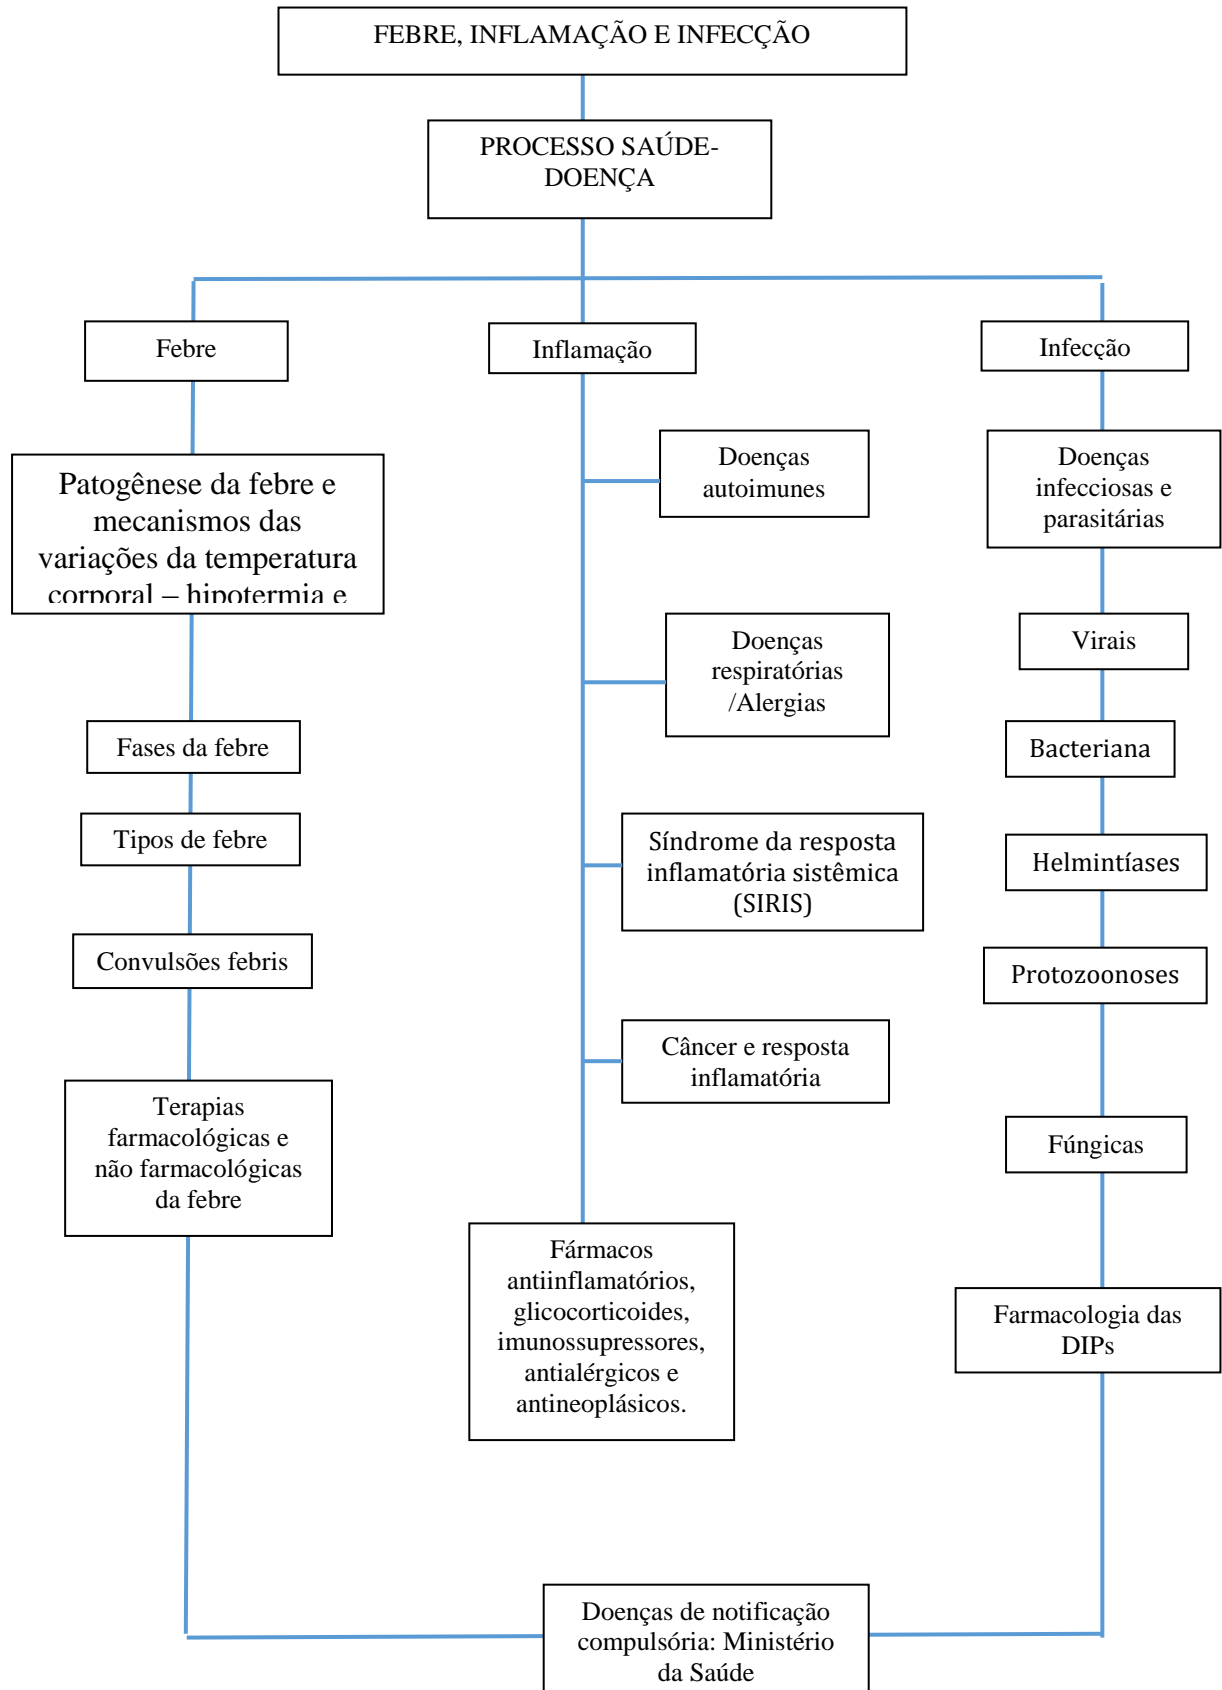 FEBRE, INFLAMAÇÃO E INFECÇÃO
PROCESSO SAÚDE-
DOENÇA
Febre
Inflamação
Infecção
Patogênese da febre e
mecanismos das
variações da temperatura
corporal – hipotermia e
Fases da febre
Tipos de febre
Convulsões febris
Terapias
farmacológicas e
não farmacológicas
da febre
Doenças
autoimunes
Doenças
respiratórias
/Alergias
Síndrome da resposta
inflamatória sistêmica
(SIRIS)
Câncer e resposta
inflamatória
Fármacos
antiinflamatórios,
glicocorticoides,
imunossupressores,
antialérgicos e
antineoplásicos.
Doenças
infecciosas e
parasitárias
Virais
Bacteriana
Helmintíases
Protozoonoses
Fúngicas
Farmacologia das
DIPs
Doenças de notificação
compulsória: Ministério
da Saúde